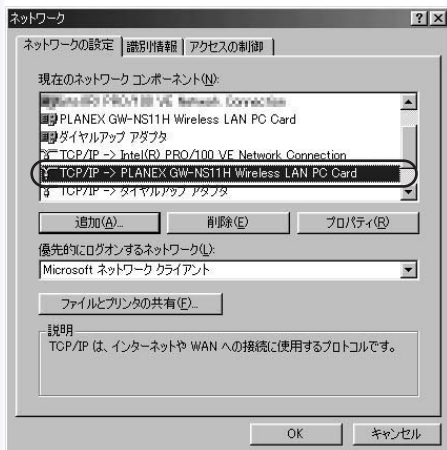 ネットワーク
ネットワークの設定 識別情報 アクセスの制御
現在のネットワーク コンポーネント(N):
Intel(R) PRO/100 VE Network Connection
PLANEX GW-NS11H Wireless LAN PC Card
ダイヤルアップ アダプタ
TCP/IP -> Intel(R) PRO/100 VE Network Connection
TCP/IP -> PLANEX GW-NS11H Wireless LAN PC Card
TCP/IP -> ダイヤルアップ アダプタ
追加(A)... 削除(E) プロパティ(R)
優先的にログオンするネットワーク(L):
Microsoft ネットワーク クライアント
ファイルとプリンタの共有(F)...
説明
TCP/IP は、インターネットや WAN への接続に使用するプロトコルです。
OK キャンセル